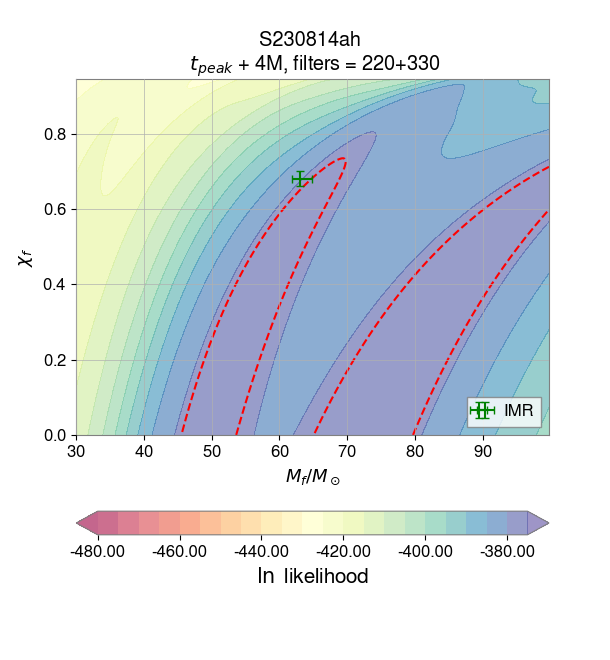 S230814ah
t_peak + 4M, filters = 220+330
χ_f
0.8
0.6
0.4
0.2
0.0
30 40 50 60 70 80 90
M_f/M_⊙
IMR
-480.00 -460.00 -440.00 -420.00 -400.00 -380.00
ln likelihood